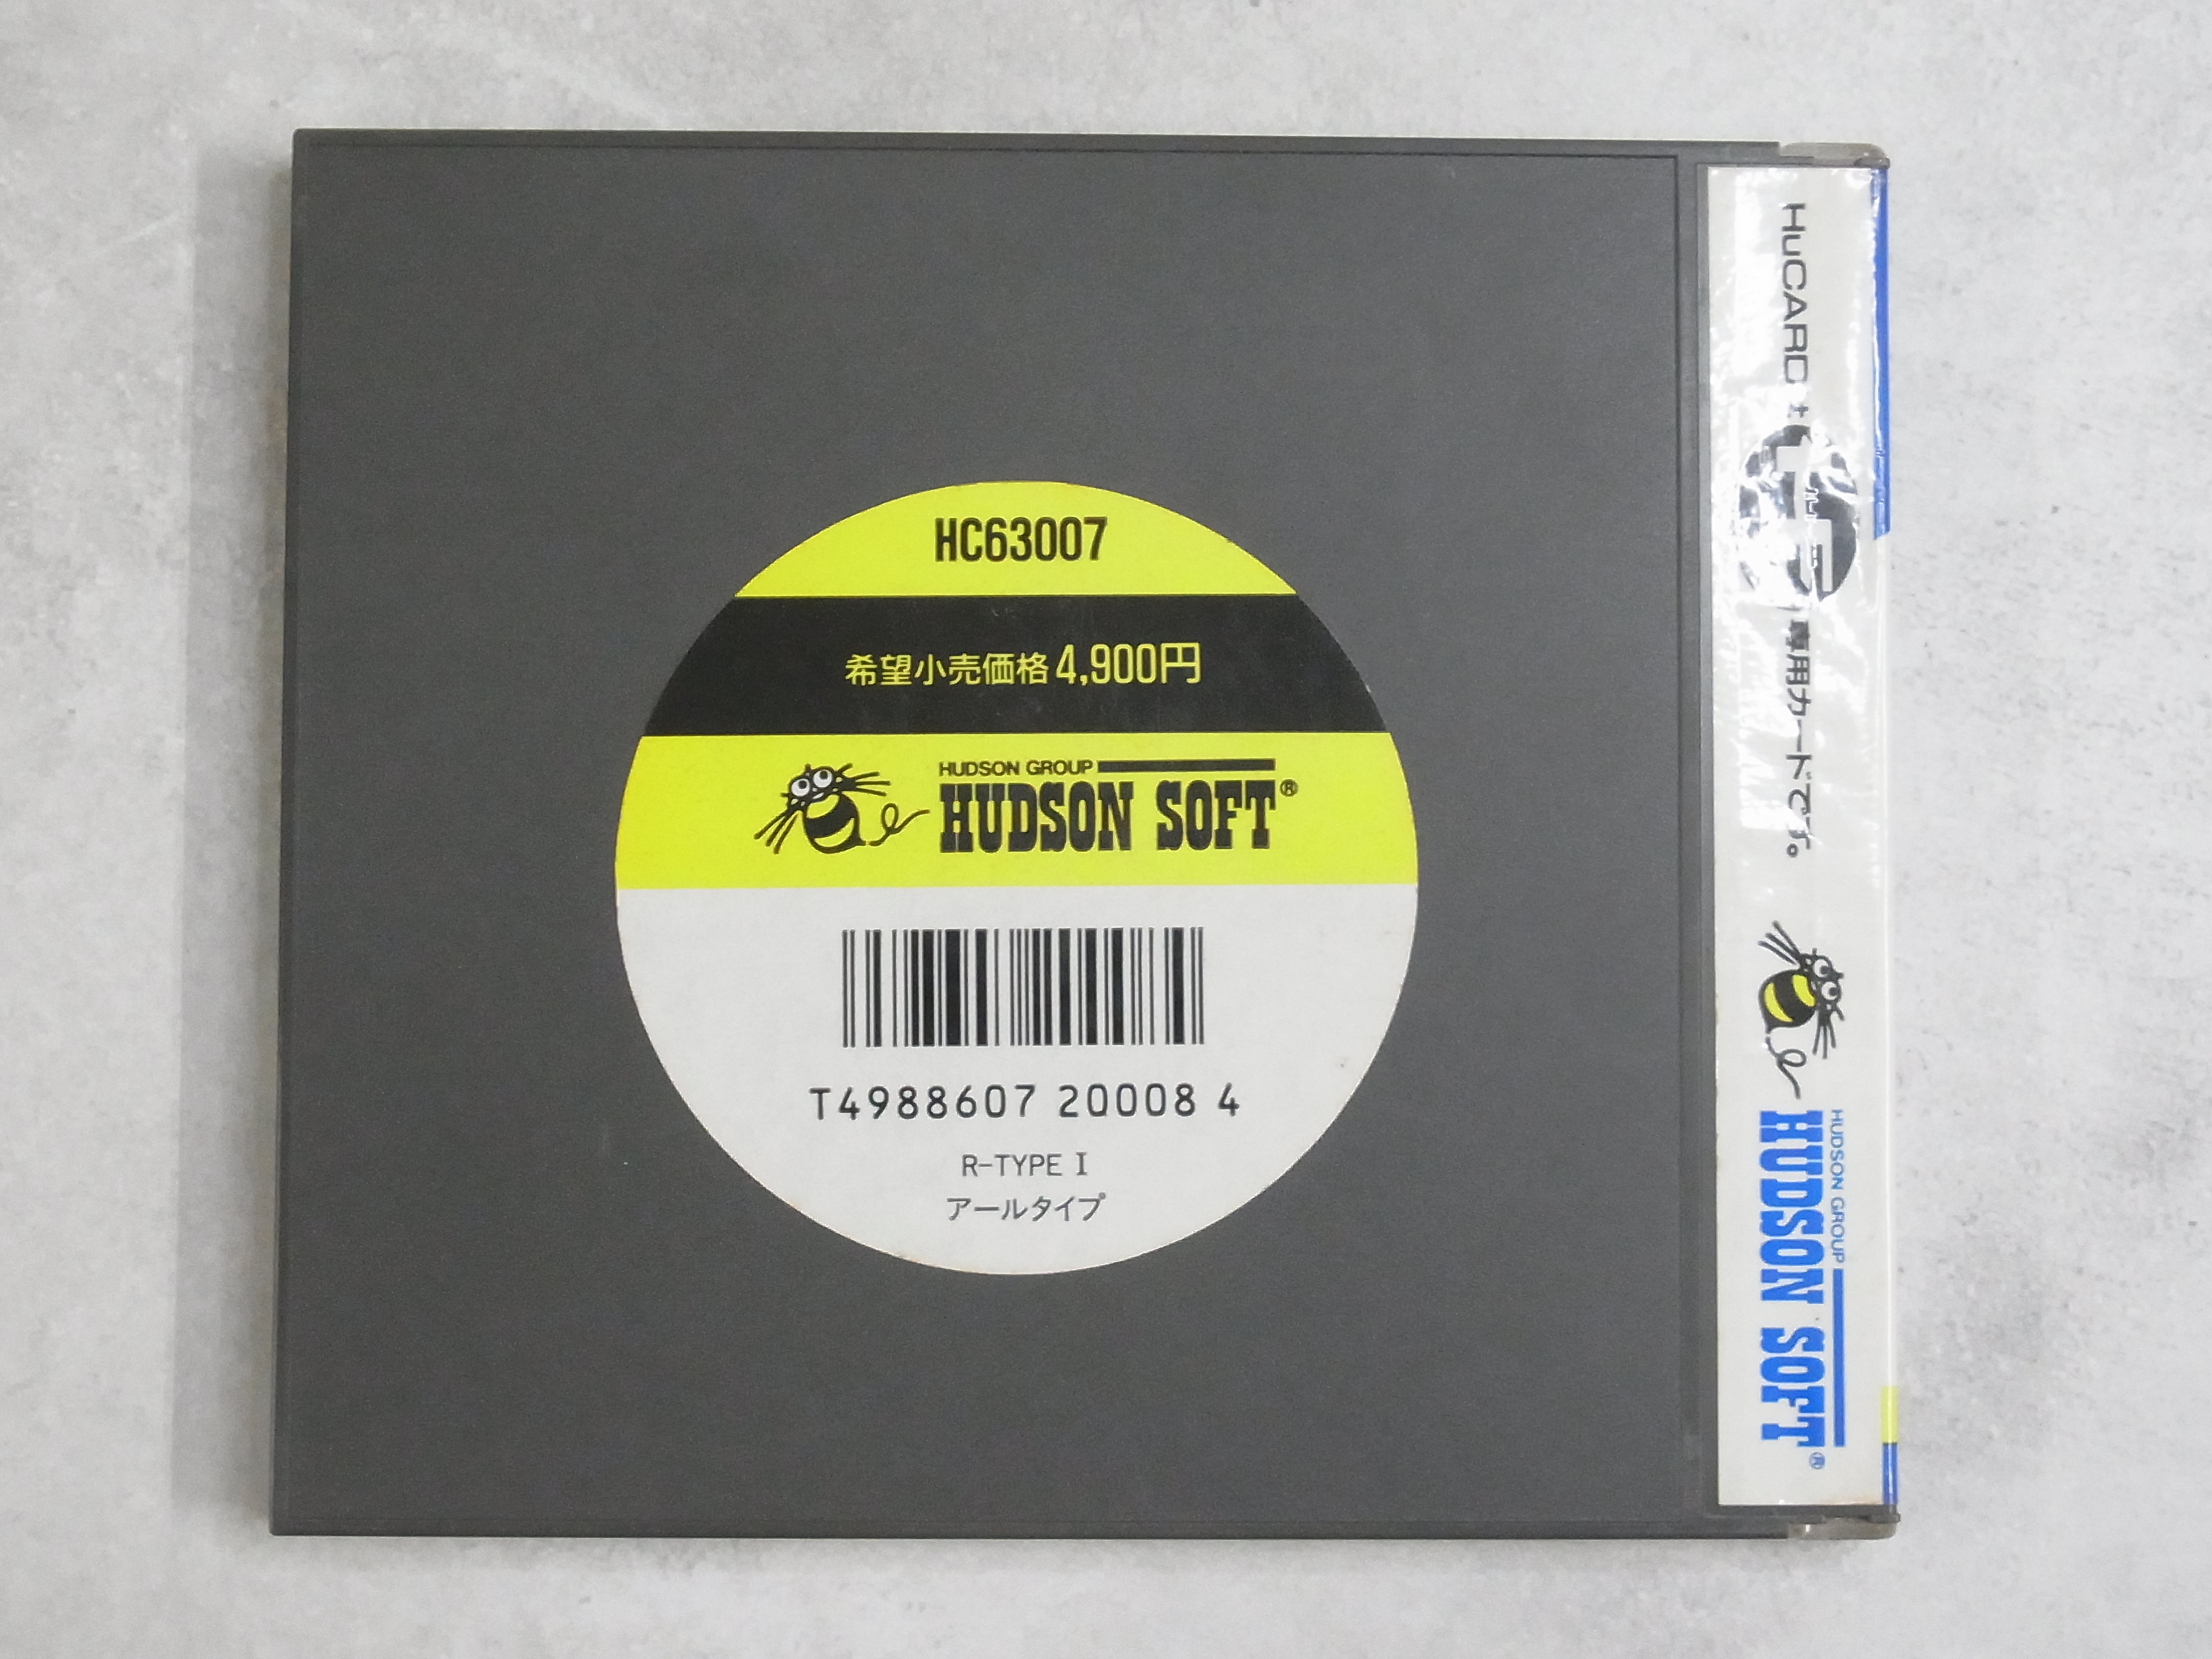 HC63007
希望小売価格4,900円
HUDSON GROUP
HUDSON SOFT®
T4988607 20008 4
R-TYPE I
アールタイプ
HuCARD
専用カードです。
HUDSON GROUP
HUDSON SOFT®